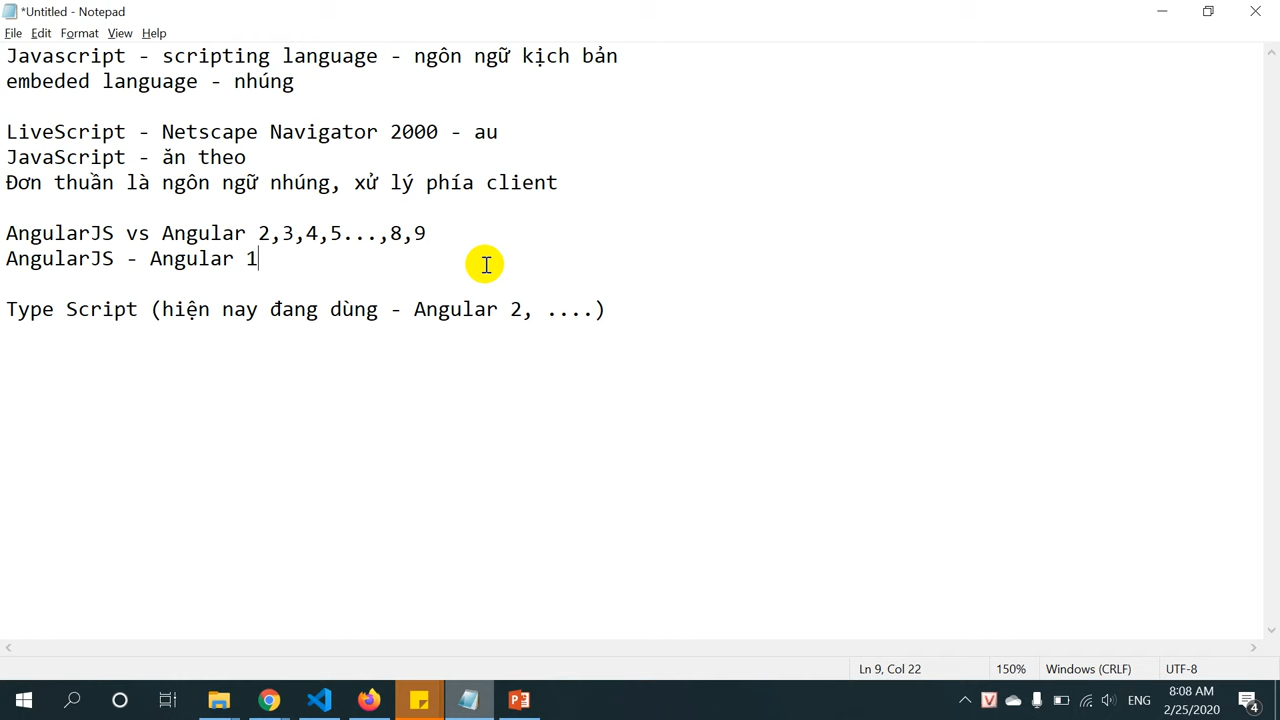 *Untitled - Notepad
File Edit Format View Help
Javascript - scripting language - ngôn ngữ kịch bản
embeded language - nhúng
LiveScript - Netscape Navigator 2000 - au
JavaScript - ăn theo
Đơn thuần là ngôn ngữ nhúng, xử lý phía client
AngularJS vs Angular 2,3,4,5...,8,9
AngularJS - Angular 1
Type Script (hiện nay đang dùng - Angular 2, ....)
Ln 9, Col 22 150% Windows (CRLF) UTF-8
ENG
8:08 AM
2/25/2020
4